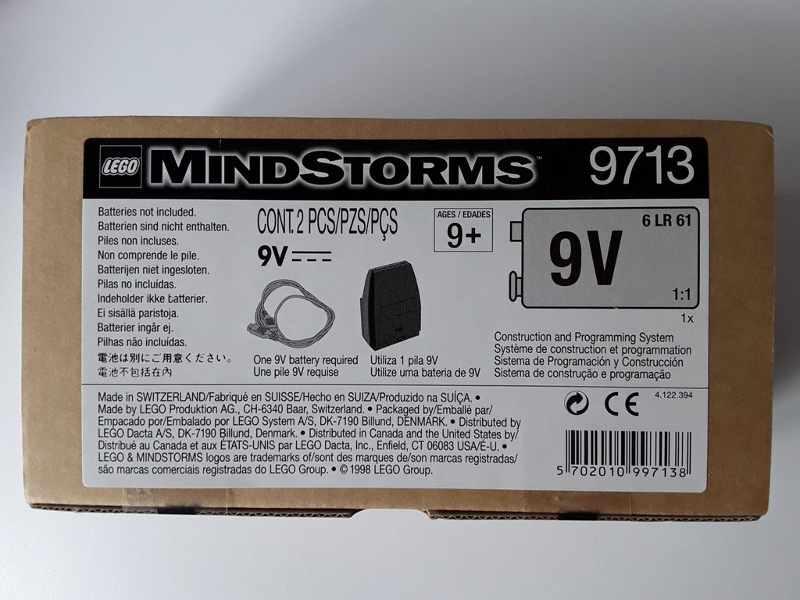 LEGO MINDSTORMS™ 9713
Batteries not included.
Batterien sind nicht enthalten.
Piles non incluses.
Non comprende le pile.
Batterijen niet ingesloten.
Pilas no incluídas.
Indeholder ikke batterier.
Ei sisällä paristoja.
Batterier ingår ej.
Pilhas não incluídas.
電池は別にご用意ください。
電池不包括在內
CONT. 2 PCS/PZS/PÇS
9V
One 9V battery required
Une pile 9V requise
Utiliza 1 pila 9V
Utilize uma bateria de 9V
AGES / EDADES
9+
6 LR 61
9V
1:1
1x
Construction and Programming System
Système de construction et programmation
Sistema de Programación y Construcción
Sistema de construção e programação
Made in SWITZERLAND/Fabriqué en SUISSE/Hecho en SUIZA/Produzido na SUÍÇA. •
Made by LEGO Produktion AG., CH-6340 Baar, Switzerland. • Packaged by/Emballé par/
Empacado por/Embalado por LEGO System A/S, DK-7190 Billund, DENMARK. • Distributed by
LEGO Dacta A/S, DK-7190 Billund, Denmark. • Distributed in Canada and the United States by/
Distribué au Canada et aux ÉTATS-UNIS par LEGO Dacta, Inc., Enfield, CT 06083 USA/É-U. •
LEGO & MINDSTORMS logos are trademarks of/sont des marques de/son marcas registradas/
são marcas comerciais registradas do LEGO Group. • © 1998 LEGO Group.
4.122.394
CE
5 702010 997138